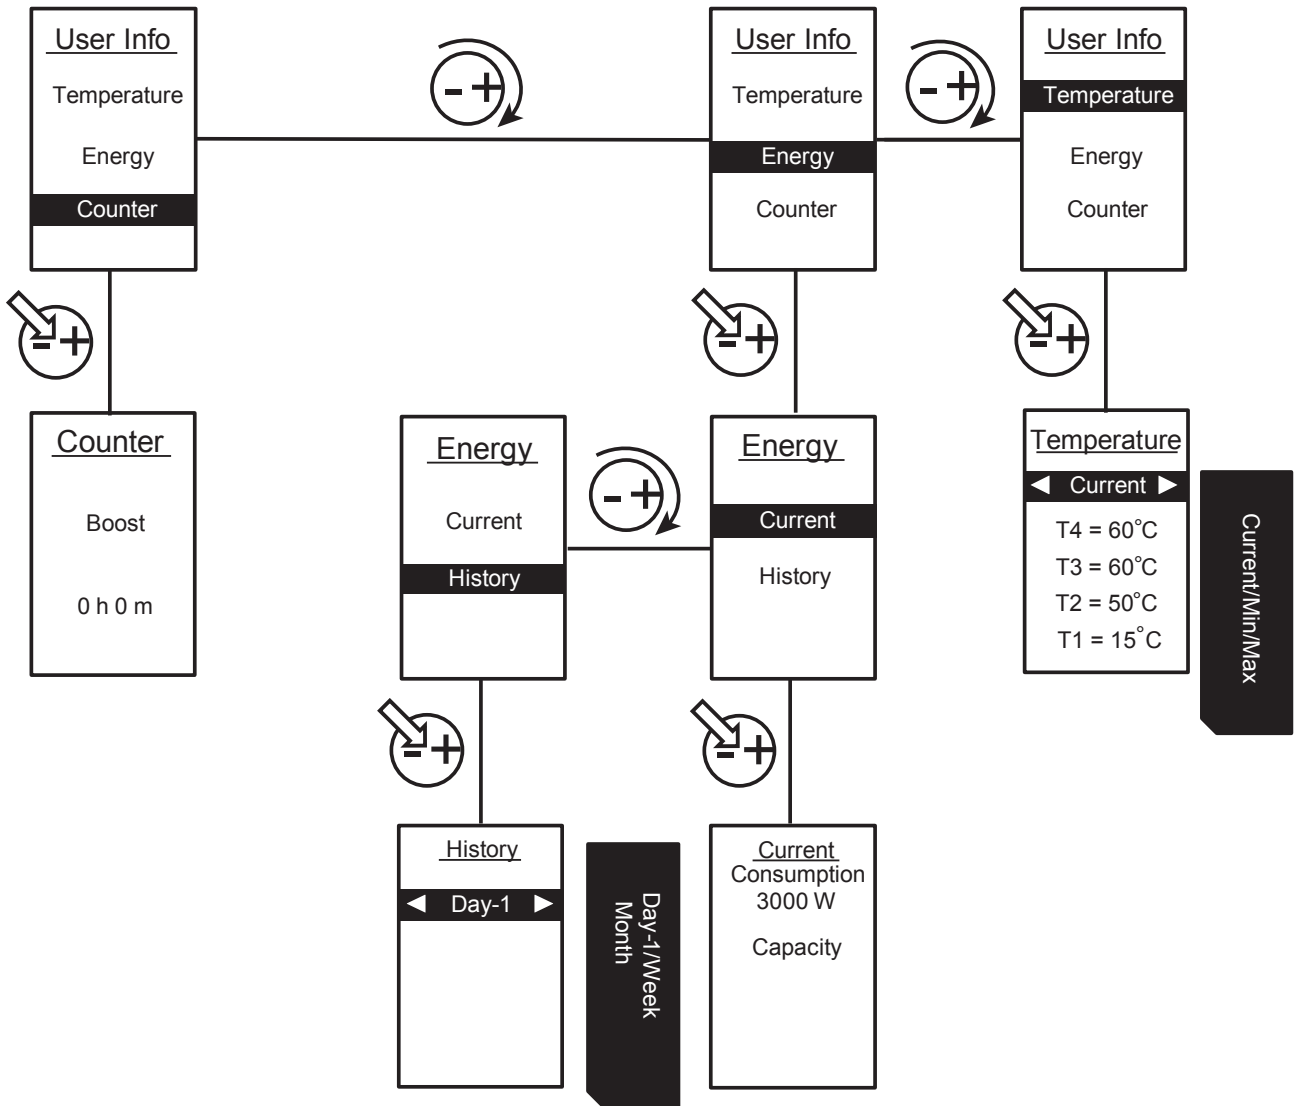 User Info
Temperature
Energy
Counter
User Info
Temperature
Energy
Counter
User Info
Temperature
Energy
Counter
- +
- +
- +
- +
- +
Counter
Boost
0 h 0 m
Energy
Current
History
- +
Energy
Current
History
Temperature
◀ Current ▶
T4 = 60°C
T3 = 60°C
T2 = 50°C
T1 = 15°C
Current/Min/Max
- +
- +
History
◀ Day-1 ▶
Day-1/Week
Month
Current
Consumption
3000 W
Capacity